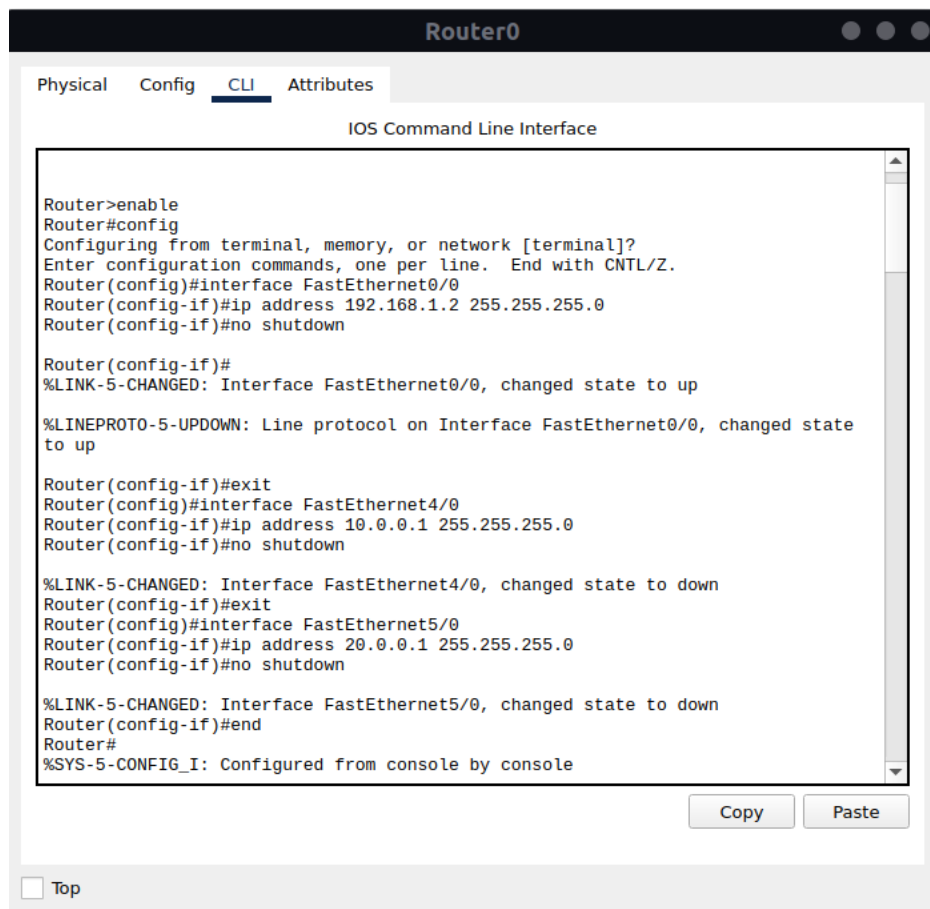 Router0
Physical Config CLI Attributes
IOS Command Line Interface
Router>enable
Router#config
Configuring from terminal, memory, or network [terminal]?
Enter configuration commands, one per line.  End with CNTL/Z.
Router(config)#interface FastEthernet0/0
Router(config-if)#ip address 192.168.1.2 255.255.255.0
Router(config-if)#no shutdown
Router(config-if)#
%LINK-5-CHANGED: Interface FastEthernet0/0, changed state to up
%LINEPROTO-5-UPDOWN: Line protocol on Interface FastEthernet0/0, changed state
to up
Router(config-if)#exit
Router(config)#interface FastEthernet4/0
Router(config-if)#ip address 10.0.0.1 255.255.255.0
Router(config-if)#no shutdown
%LINK-5-CHANGED: Interface FastEthernet4/0, changed state to down
Router(config-if)#exit
Router(config)#interface FastEthernet5/0
Router(config-if)#ip address 20.0.0.1 255.255.255.0
Router(config-if)#no shutdown
%LINK-5-CHANGED: Interface FastEthernet5/0, changed state to down
Router(config-if)#end
Router#
%SYS-5-CONFIG_I: Configured from console by console
Copy Paste
Top